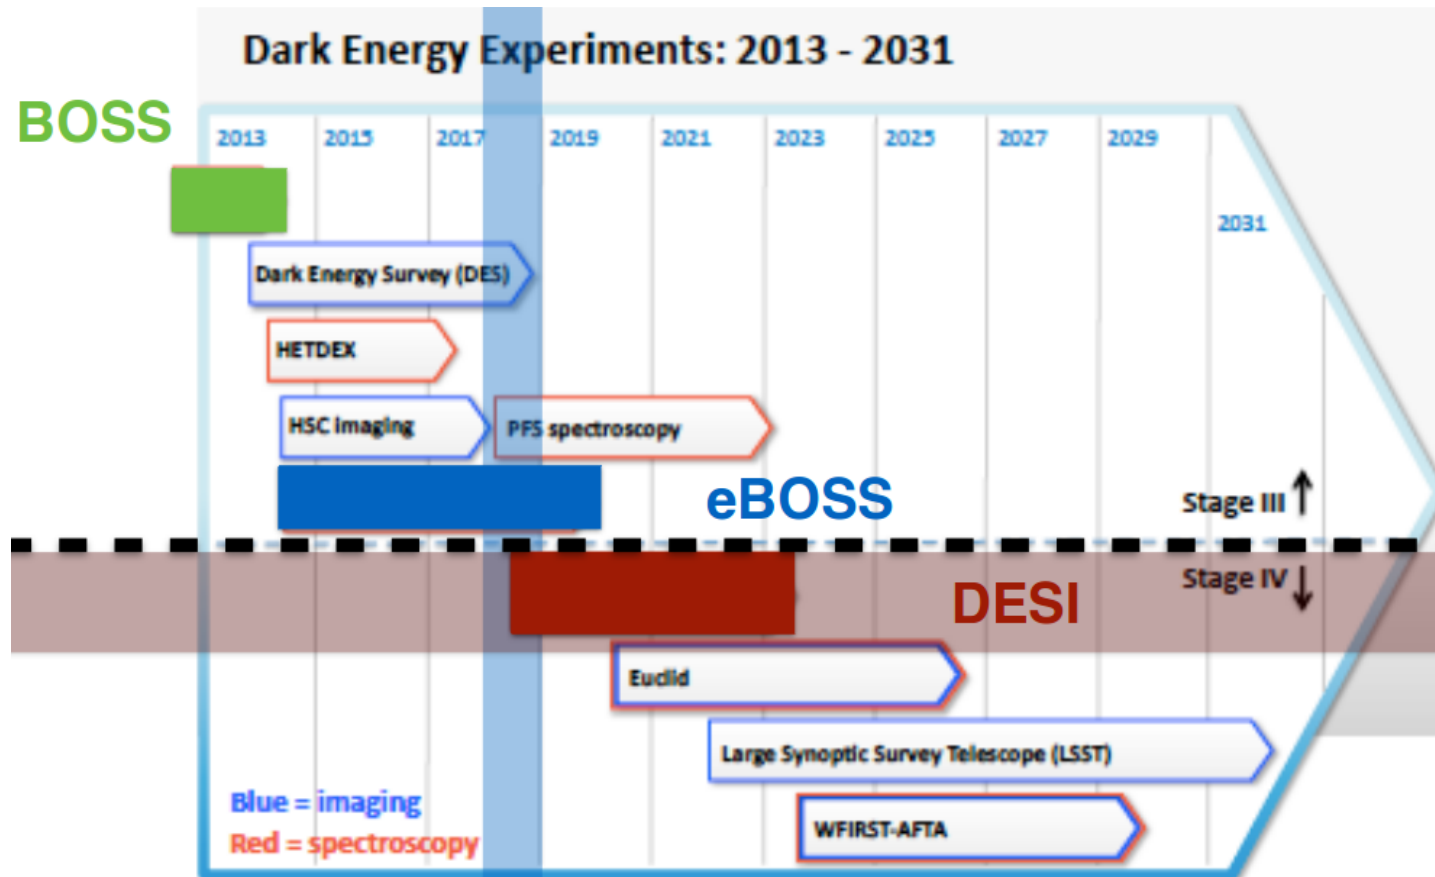 Dark Energy Experiments: 2013 - 2031
BOSS
2013 2015 2017 2019 2021 2023 2025 2027 2029
2031
Dark Energy Survey (DES)
HETDEX
HSC imaging
PFS spectroscopy
eBOSS
Stage III
Stage IV
DESI
Euclid
Large Synoptic Survey Telescope (LSST)
Blue = imaging
WFIRST-AFTA
Red = spectroscopy